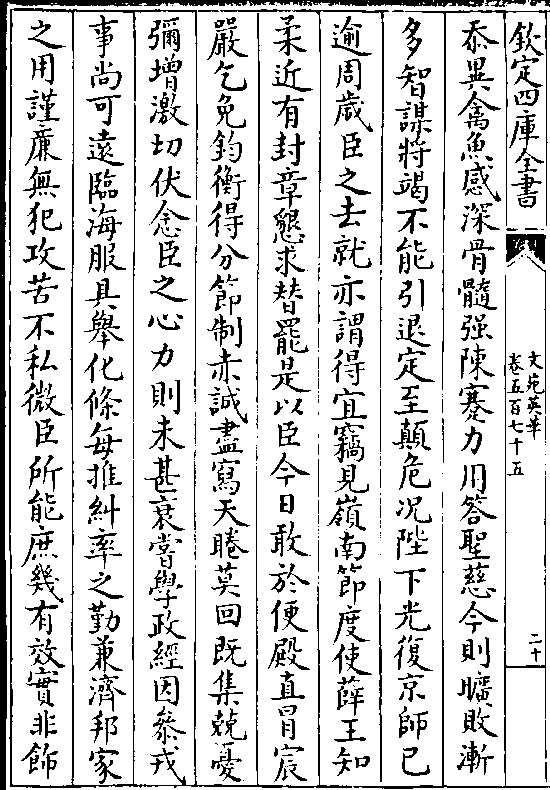 欽定四庫全書
文苑英華
卷五百七十五
二十
忝異禽魚感深骨髓强陳蹇力用答聖慈今則曠敗漸
多智謀將竭不能引退定至顛危况陛下光復京師已
逾周歲臣之去就亦謂得宜竊見嶺南節度使薛王知
柔近有封章懇求替罷是以臣今日敢於便殿直冒宸
嚴乞免鈞衡得分節制赤誠盡寫天睠莫回既集兢憂
彌增激切伏念臣之心力則未甚衰嘗學政經因叅戎
事尚可遠臨海服具舉化條每推糾率之勤兼濟邦家
之用謹亷無犯攻苦不私微臣所能庶幾有效實非飾